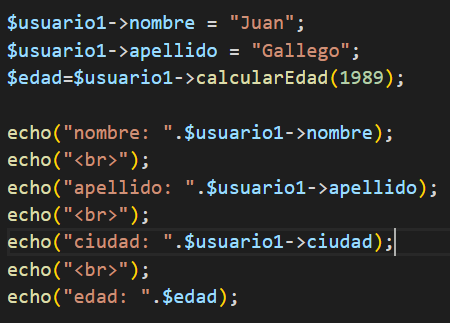 $usuario1->nombre = "Juan";
$usuario1->apellido = "Gallego";
$edad=$usuario1->calcularEdad(1989);
echo("nombre: ".$usuario1->nombre);
echo("<br>");
echo("apellido: ".$usuario1->apellido);
echo("<br>");
echo("ciudad: ".$usuario1->ciudad);
echo("<br>");
echo("edad: ".$edad);